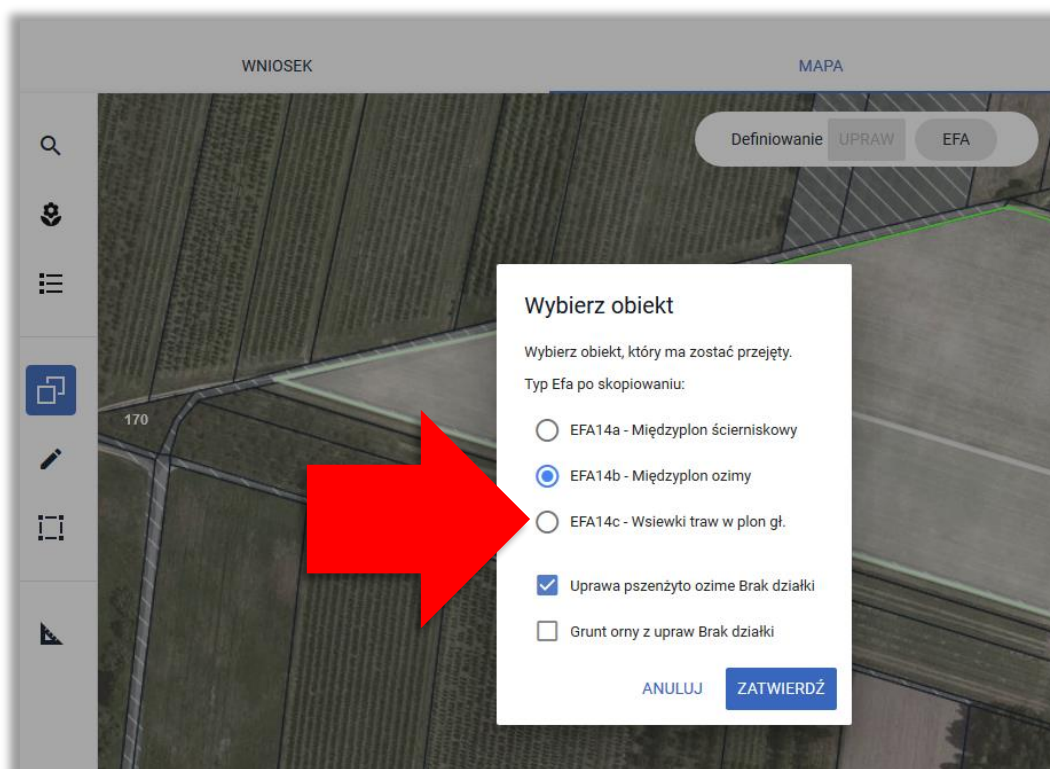 WNIOSEK
MAPA
Definiowanie UPRAW EFA
170
Wybierz obiekt
Wybierz obiekt, który ma zostać przejęty.
Typ Efa po skopiowaniu:
EFA14a - Międzyplon ścierniskowy
EFA14b - Międzyplon ozimy
EFA14c - Wsiewki traw w plon gł.
Uprawa pszenżyto ozime Brak działki
Grunt orny z upraw Brak działki
ANULUJ ZATWIERDŹ